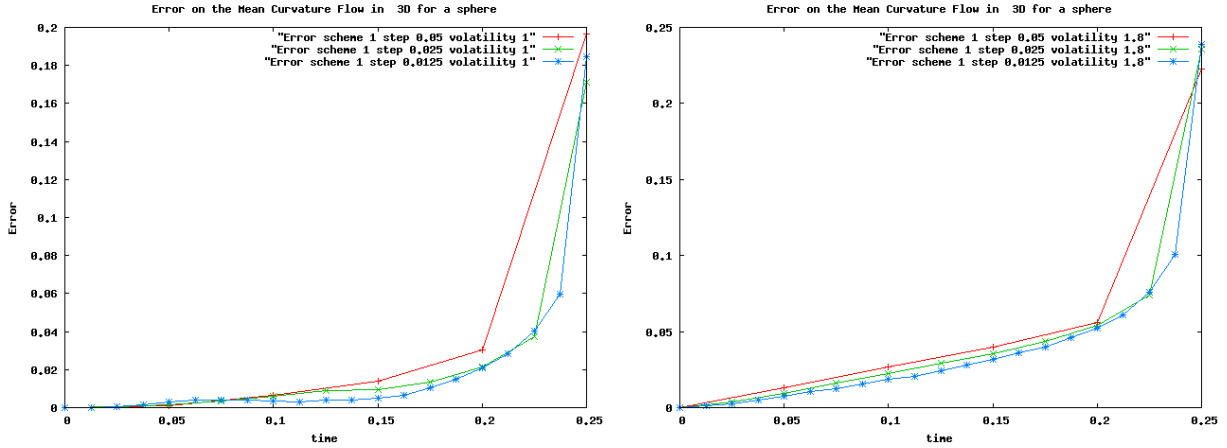 Error on the Mean Curvature Flow in  3D for a sphere
"Error scheme 1 step 0.05 volatility 1"
"Error scheme 1 step 0.025 volatility 1"
"Error scheme 1 step 0.0125 volatility 1"
0.2
0.18
0.16
0.14
0.12
0.1
0.08
0.06
0.04
0.02
0
Error
0
0.05
0.1
0.15
0.2
0.25
time
Error on the Mean Curvature Flow in  3D for a sphere
"Error scheme 1 step 0.05 volatility 1.8"
"Error scheme 1 step 0.025 volatility 1.8"
"Error scheme 1 step 0.0125 volatility 1.8"
0.25
0.2
0.15
0.1
0.05
0
Error
0
0.05
0.1
0.15
0.2
0.25
time